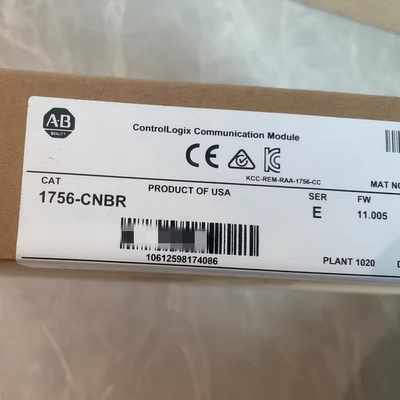 A-B
QUALITY
ControlLogix Communication Module
CE
KCC-REM-RAA-1756-CC
CAT
PRODUCT OF USA
SER
FW
MAT NO
1756-CNBR
E
11.005
10612598174086
PLANT 1020